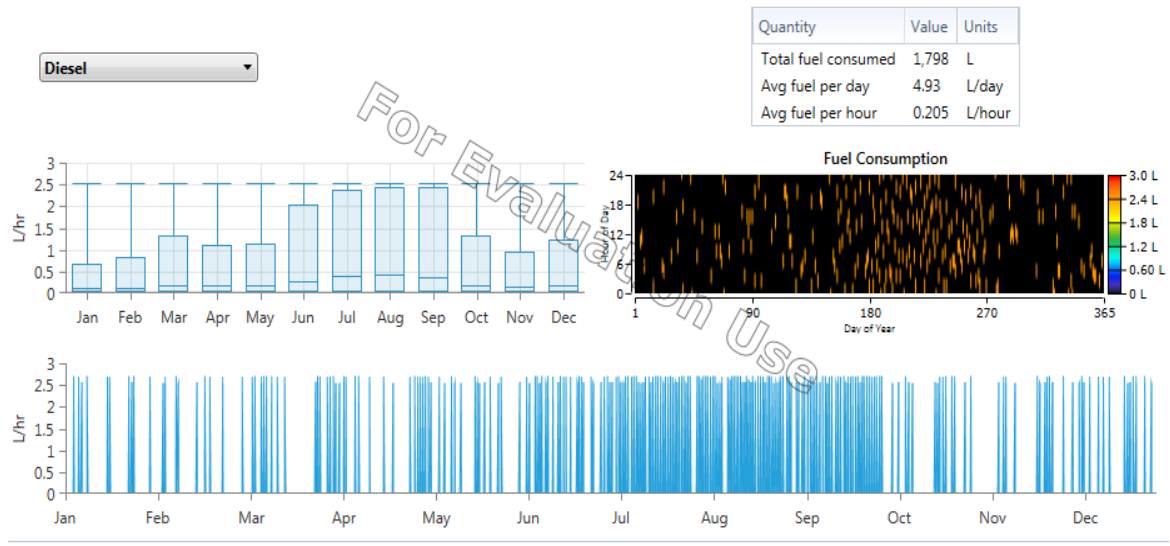 Diesel
Quantity Value Units
Total fuel consumed 1,798 L
Avg fuel per day 4.93 L/day
Avg fuel per hour 0.205 L/hour
For Evaluation Use
3
2.5
2
1.5
1
0.5
0
L/hr
Jan Feb Mar Apr May Jun Jul Aug Sep Oct Nov Dec
Fuel Consumption
24
18
12
6
0
Hour of Day
1 90 180 270 365
Day of Year
3.0 L
2.4 L
1.8 L
1.2 L
0.60 L
0 L
3
2.5
2
1.5
1
0.5
0
L/hr
Jan Feb Mar Apr May Jun Jul Aug Sep Oct Nov Dec